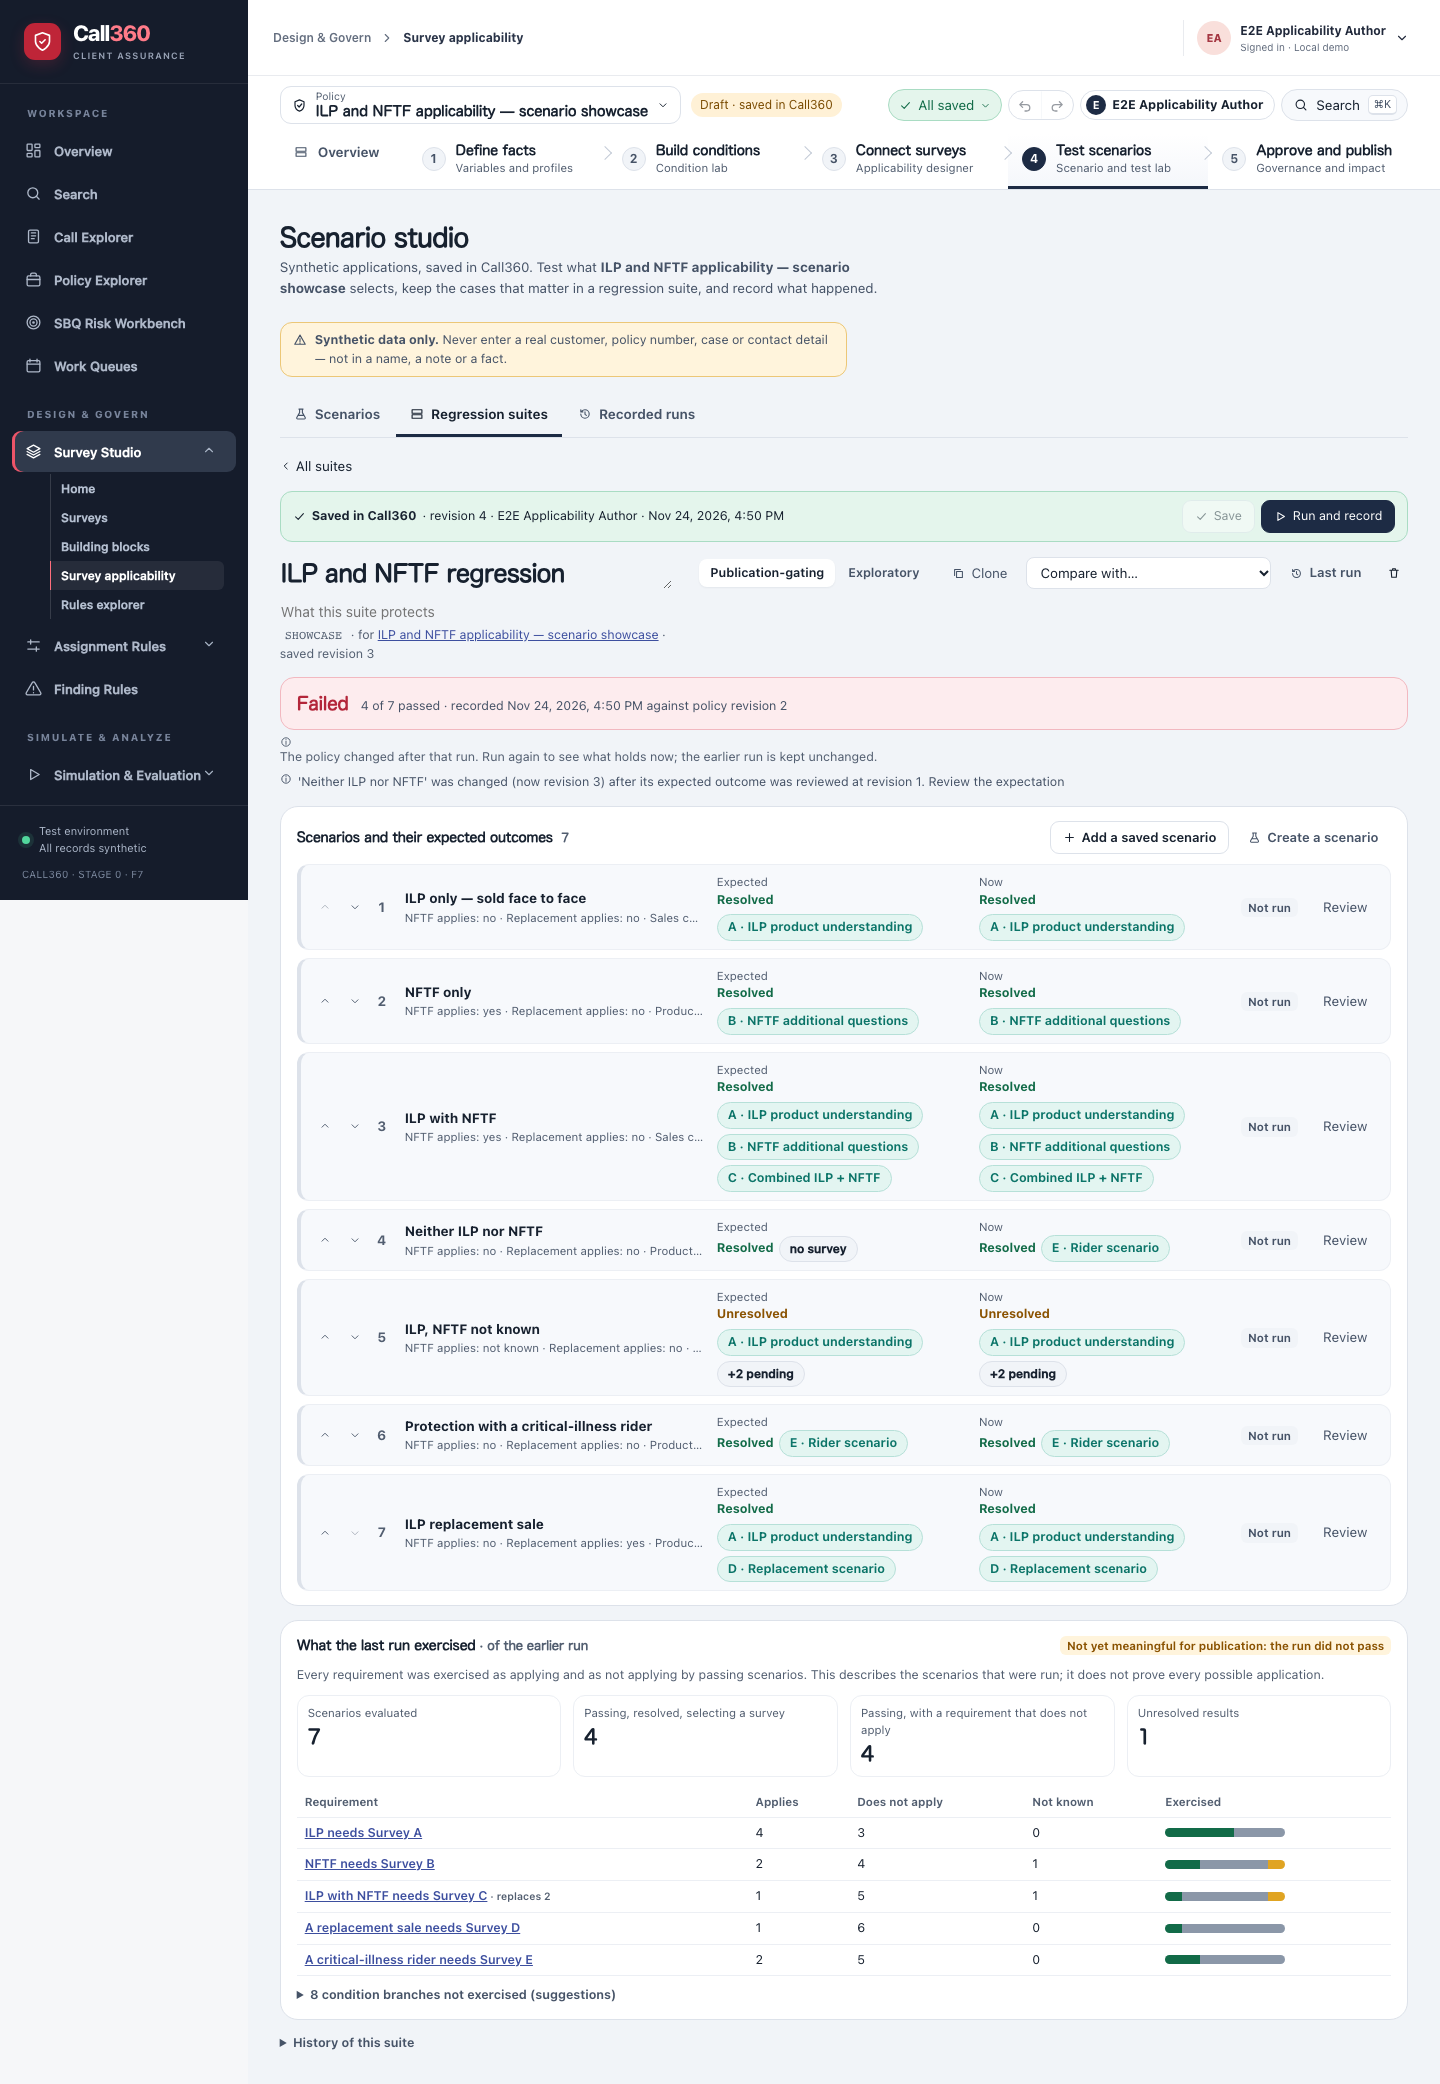 Call360
CLIENT ASSURANCE
WORKSPACE
Overview
Search
Call Explorer
Policy Explorer
SBQ Risk Workbench
Work Queues
DESIGN & GOVERN
Survey Studio
Home
Surveys
Building blocks
Survey applicability
Rules explorer
Assignment Rules
Finding Rules
SIMULATE & ANALYZE
Simulation & Evaluation
Test environment
All records synthetic
CALL360 · STAGE 0 · F7
Design & Govern > Survey applicability
EA
E2E Applicability Author
Signed in · Local demo
Policy
ILP and NFTF applicability — scenario showcase
Draft · saved in Call360
All saved
E E2E Applicability Author
Search ⌘K
Overview
1 Define facts
Variables and profiles
2 Build conditions
Condition lab
3 Connect surveys
Applicability designer
4 Test scenarios
Scenario and test lab
5 Approve and publish
Governance and impact
Scenario studio
Synthetic applications, saved in Call360. Test what ILP and NFTF applicability — scenario
showcase selects, keep the cases that matter in a regression suite, and record what happened.
Synthetic data only. Never enter a real customer, policy number, case or contact detail
— not in a name, a note or a fact.
Scenarios
Regression suites
Recorded runs
All suites
Saved in Call360 · revision 4 · E2E Applicability Author · Nov 24, 2026, 4:50 PM
Save
Run and record
ILP and NFTF regression
Publication-gating
Exploratory
Clone
Compare with...
Last run
What this suite protects
SHOWCASE · for ILP and NFTF applicability — scenario showcase ·
saved revision 3
Failed 4 of 7 passed · recorded Nov 24, 2026, 4:50 PM against policy revision 2
The policy changed after that run. Run again to see what holds now; the earlier run is kept unchanged.
'Neither ILP nor NFTF' was changed (now revision 3) after its expected outcome was reviewed at revision 1. Review the expectation
Scenarios and their expected outcomes 7
Add a saved scenario
Create a scenario
1
ILP only — sold face to face
NFTF applies: no · Replacement applies: no · Sales c...
Expected
Resolved
A · ILP product understanding
Now
Resolved
A · ILP product understanding
Not run
Review
2
NFTF only
NFTF applies: yes · Replacement applies: no · Produc...
Expected
Resolved
B · NFTF additional questions
Now
Resolved
B · NFTF additional questions
Not run
Review
3
ILP with NFTF
NFTF applies: yes · Replacement applies: no · Sales c...
Expected
Resolved
A · ILP product understanding
B · NFTF additional questions
C · Combined ILP + NFTF
Now
Resolved
A · ILP product understanding
B · NFTF additional questions
C · Combined ILP + NFTF
Not run
Review
4
Neither ILP nor NFTF
NFTF applies: no · Replacement applies: no · Product...
Expected
Resolved no survey
Now
Resolved E · Rider scenario
Not run
Review
5
ILP, NFTF not known
NFTF applies: not known · Replacement applies: no · ...
Expected
Unresolved
A · ILP product understanding
+2 pending
Now
Unresolved
A · ILP product understanding
+2 pending
Not run
Review
6
Protection with a critical-illness rider
NFTF applies: no · Replacement applies: no · Product...
Expected
Resolved E · Rider scenario
Now
Resolved E · Rider scenario
Not run
Review
7
ILP replacement sale
NFTF applies: no · Replacement applies: yes · Produc...
Expected
Resolved
A · ILP product understanding
D · Replacement scenario
Now
Resolved
A · ILP product understanding
D · Replacement scenario
Not run
Review
What the last run exercised · of the earlier run
Not yet meaningful for publication: the run did not pass
Every requirement was exercised as applying and as not applying by passing scenarios. This describes the scenarios that were run; it does not prove every possible application.
Scenarios evaluated
7
Passing, resolved, selecting a survey
4
Passing, with a requirement that does not
apply
4
Unresolved results
1
Requirement Applies Does not apply Not known Exercised
ILP needs Survey A 4 3 0
NFTF needs Survey B 2 4 1
ILP with NFTF needs Survey C · replaces 2 1 5 1
A replacement sale needs Survey D 1 6 0
A critical-illness rider needs Survey E 2 5 0
8 condition branches not exercised (suggestions)
History of this suite